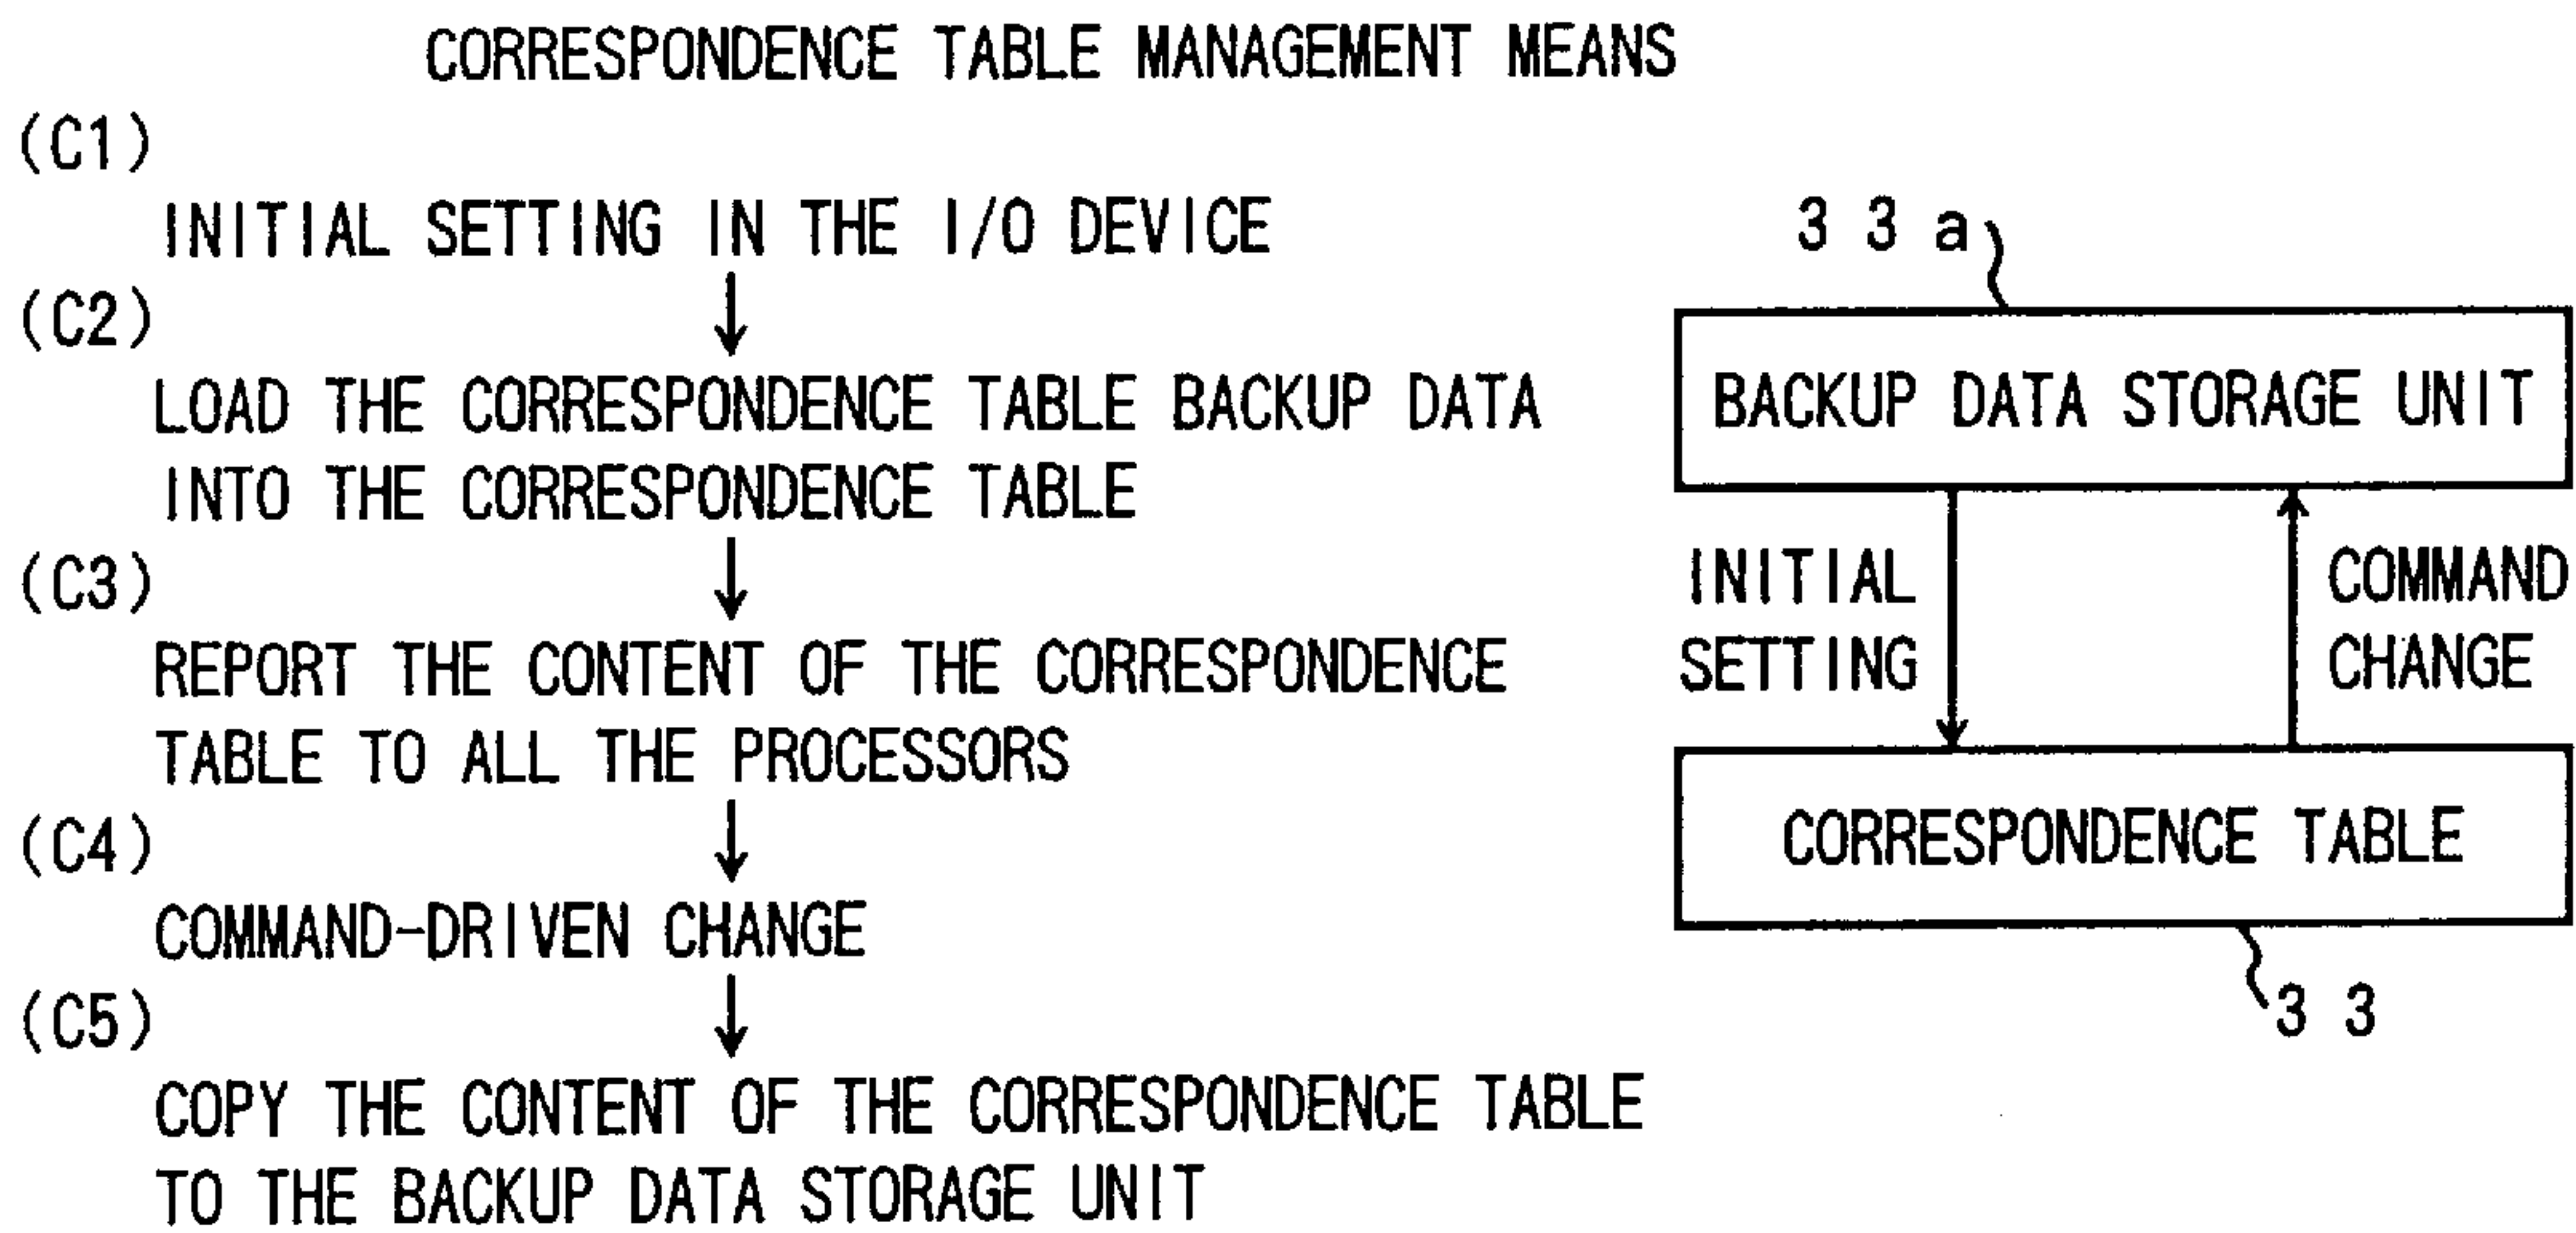 CORRESPONDENCE TABLE MANAGEMENT MEANS
(C1)
INITIAL SETTING IN THE I/O DEVICE
(C2)
LOAD THE CORRESPONDENCE TABLE BACKUP DATA
INTO THE CORRESPONDENCE TABLE
(C3)
REPORT THE CONTENT OF THE CORRESPONDENCE
TABLE TO ALL THE PROCESSORS
(C4)
COMMAND-DRIVEN CHANGE
(C5)
COPY THE CONTENT OF THE CORRESPONDENCE TABLE
TO THE BACKUP DATA STORAGE UNIT
33a
BACKUP DATA STORAGE UNIT
INITIAL
SETTING
COMMAND
CHANGE
CORRESPONDENCE TABLE
33